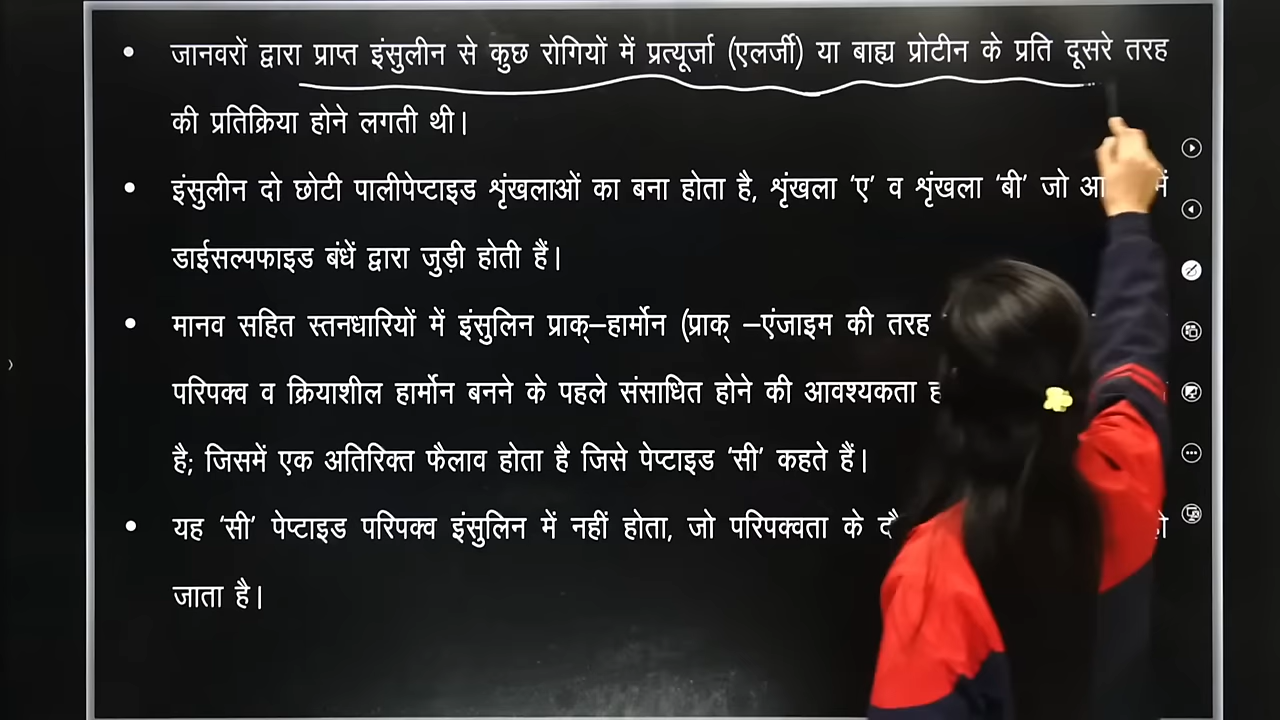 • जानवरों द्वारा प्राप्त इंसुलीन से कुछ रोगियों में प्रत्यूर्जा (एलर्जी) या बाह्य प्रोटीन के प्रति दूसरे तरह
की प्रतिक्रिया होने लगती थी।
• इंसुलीन दो छोटी पालीपेप्टाइड शृंखलाओं का बना होता है, शृंखला ‘ए’ व शृंखला ‘बी’ जो
डाईसल्पफाइड बंधें द्वारा जुड़ी होती हैं।
• मानव सहित स्तनधारियों में इंसुलिन प्राक्–हार्मोन (प्राक् –एंजाइम की तरह
परिपक्व व क्रियाशील हार्मोन बनने के पहले संसाधित होने की आवश्यकता
है; जिसमें एक अतिरिक्त फैलाव होता है जिसे पेप्टाइड ‘सी’ कहते हैं।
• यह ‘सी’ पेप्टाइड परिपक्व इंसुलिन में नहीं होता, जो परिपक्वता के
जाता है।